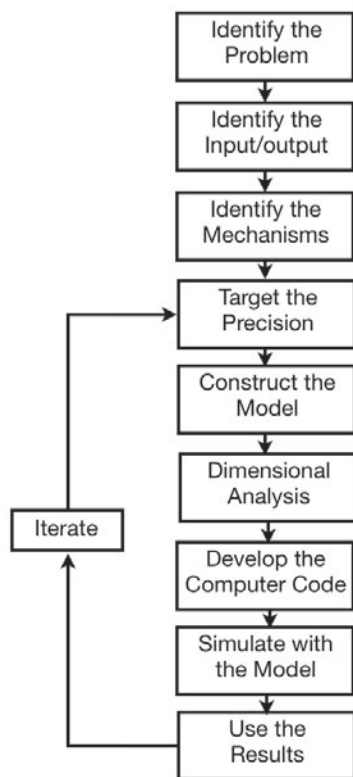 Identify the
Problem
Identify the
Input/output
Identify the
Mechanisms
Target the
Precision
Construct the
Model
Dimensional
Analysis
Iterate
Develop the
Computer Code
Simulate with
the Model
Use the
Results